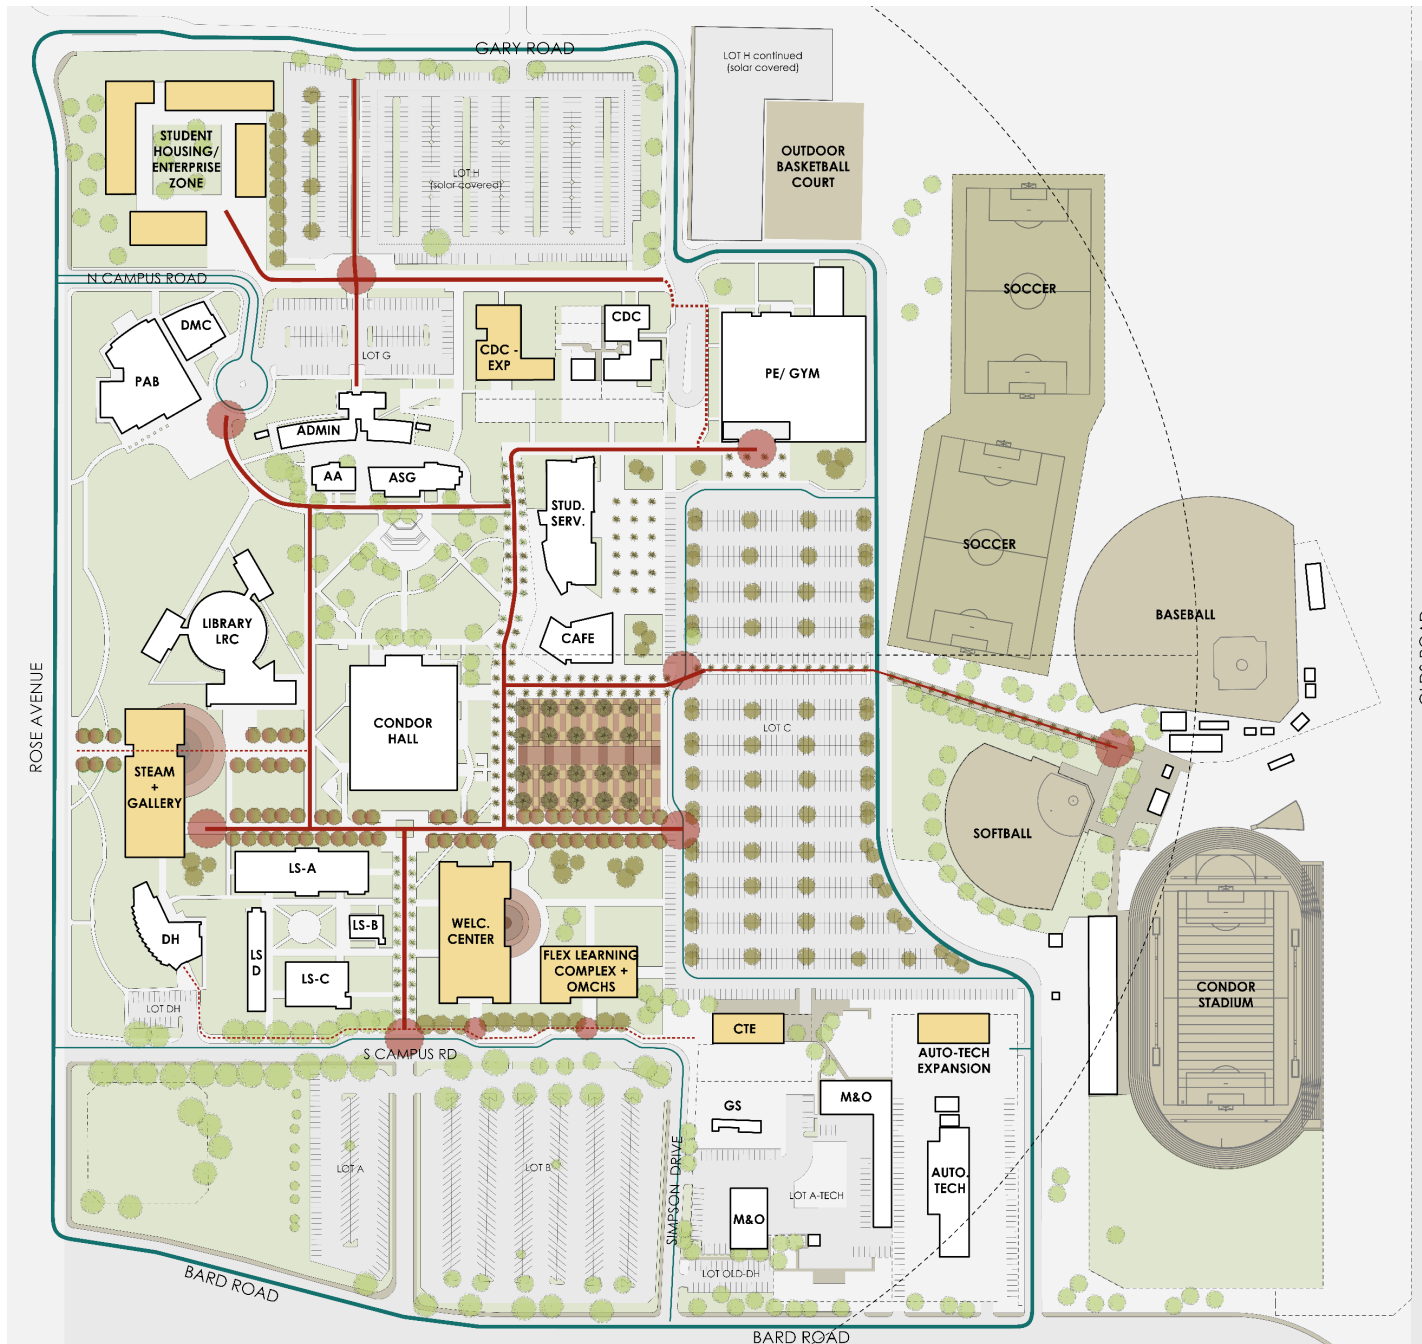 GARY ROAD
LOT H continued
(solar covered)
STUDENT
HOUSING/
ENTERPRISE
ZONE
OUTDOOR
BASKETBALL
COURT
LOT H
(solar covered)
N CAMPUS ROAD
SOCCER
DMC
CDC
PAB
LOT G
CDC -
EXP
PE/ GYM
ADMIN
AA
ASG
STUD.
SERV.
SOCCER
LIBRARY
LRC
CAFE
BASEBALL
ROSE AVENUE
CONDOR
HALL
LOT C
STEAM
+
GALLERY
SOFTBALL
LS-A
DH
LS
D
LS-B
LS-C
WELC.
CENTER
FLEX LEARNING
COMPLEX +
OMCHS
LOT DH
CONDOR
STADIUM
CTE
AUTO-TECH
EXPANSION
S CAMPUS RD
GS
M&O
SIMPSON DRIVE
LOT A
LOT B
AUTO.
TECH
LOT A-TECH
M&O
LOT OLD-DH
BARD ROAD
BARD ROAD